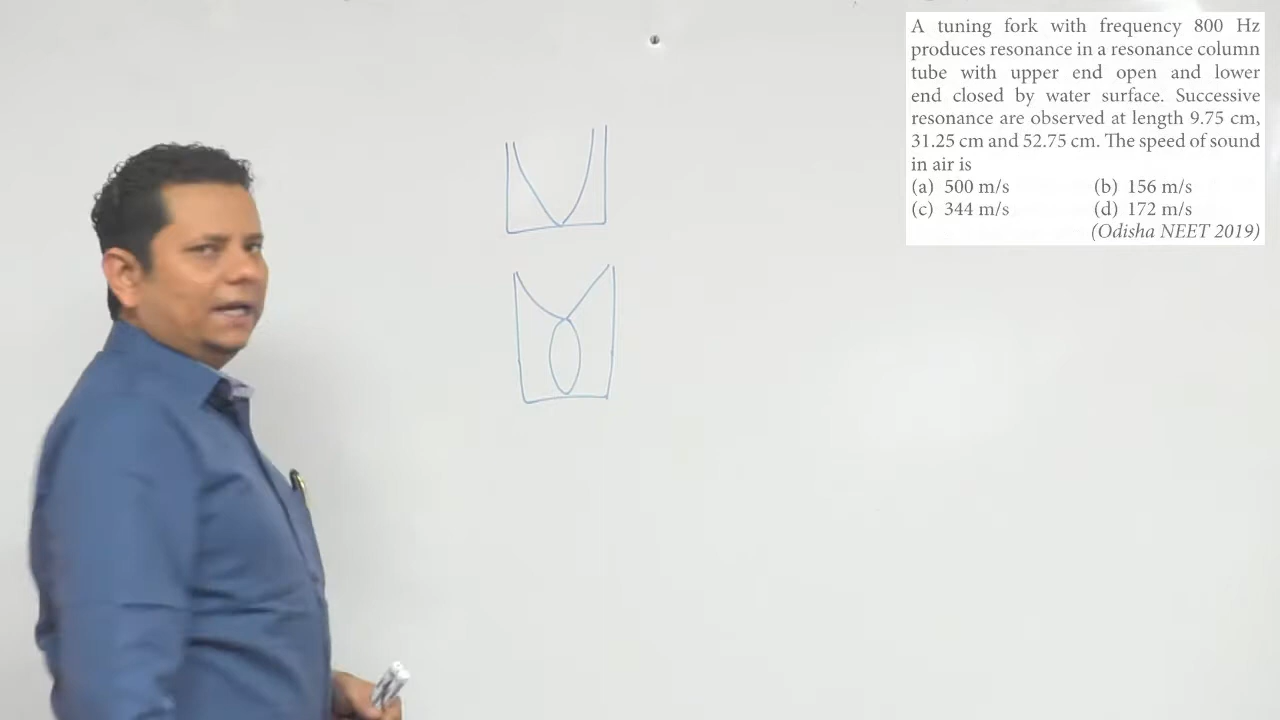 A tuning fork with frequency 800 Hz
produces resonance in a resonance column
tube with upper end open and lower
end closed by water surface. Successive
resonance are observed at length 9.75 cm,
31.25 cm and 52.75 cm. The speed of sound
in air is
(a) 500 m/s (b) 156 m/s
(c) 344 m/s (d) 172 m/s
(Odisha NEET 2019)